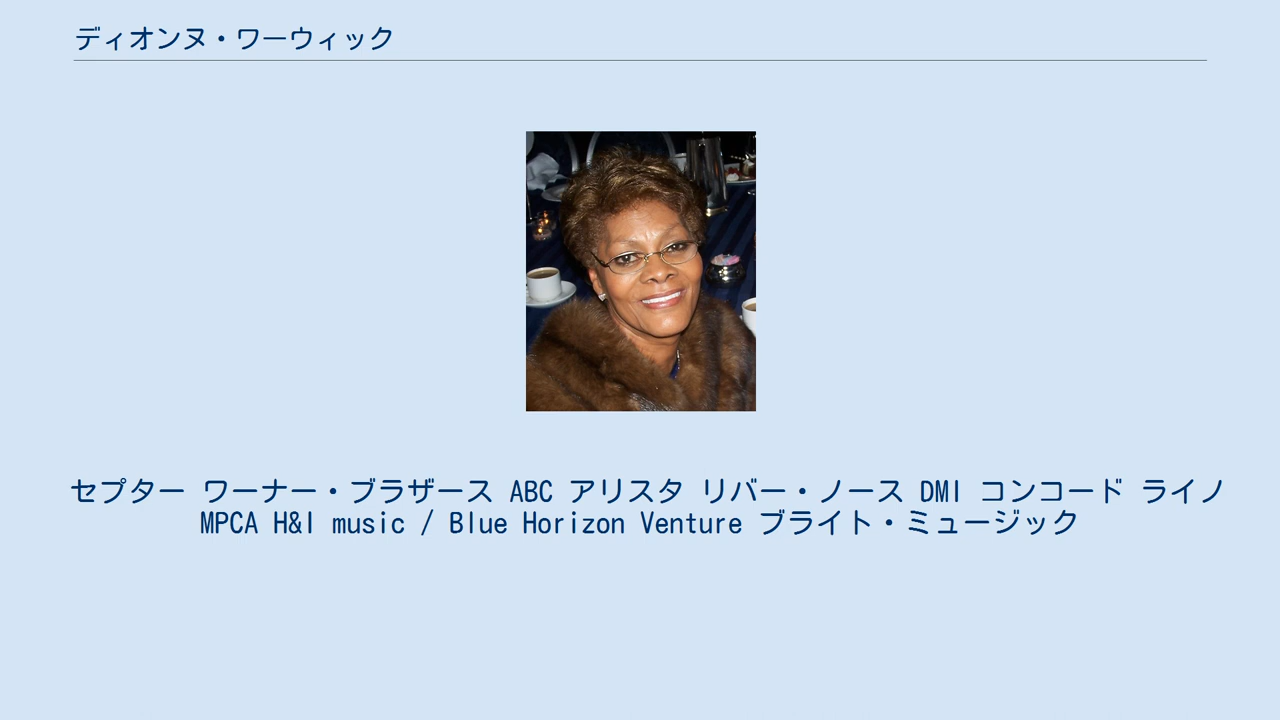 ディオンヌ・ワーウィック
セプター ワーナー・ブラザース ABC アリスタ リバー・ノース DMI コンコード ライノ
MPCA H&I music / Blue Horizon Venture ブライト・ミュージック